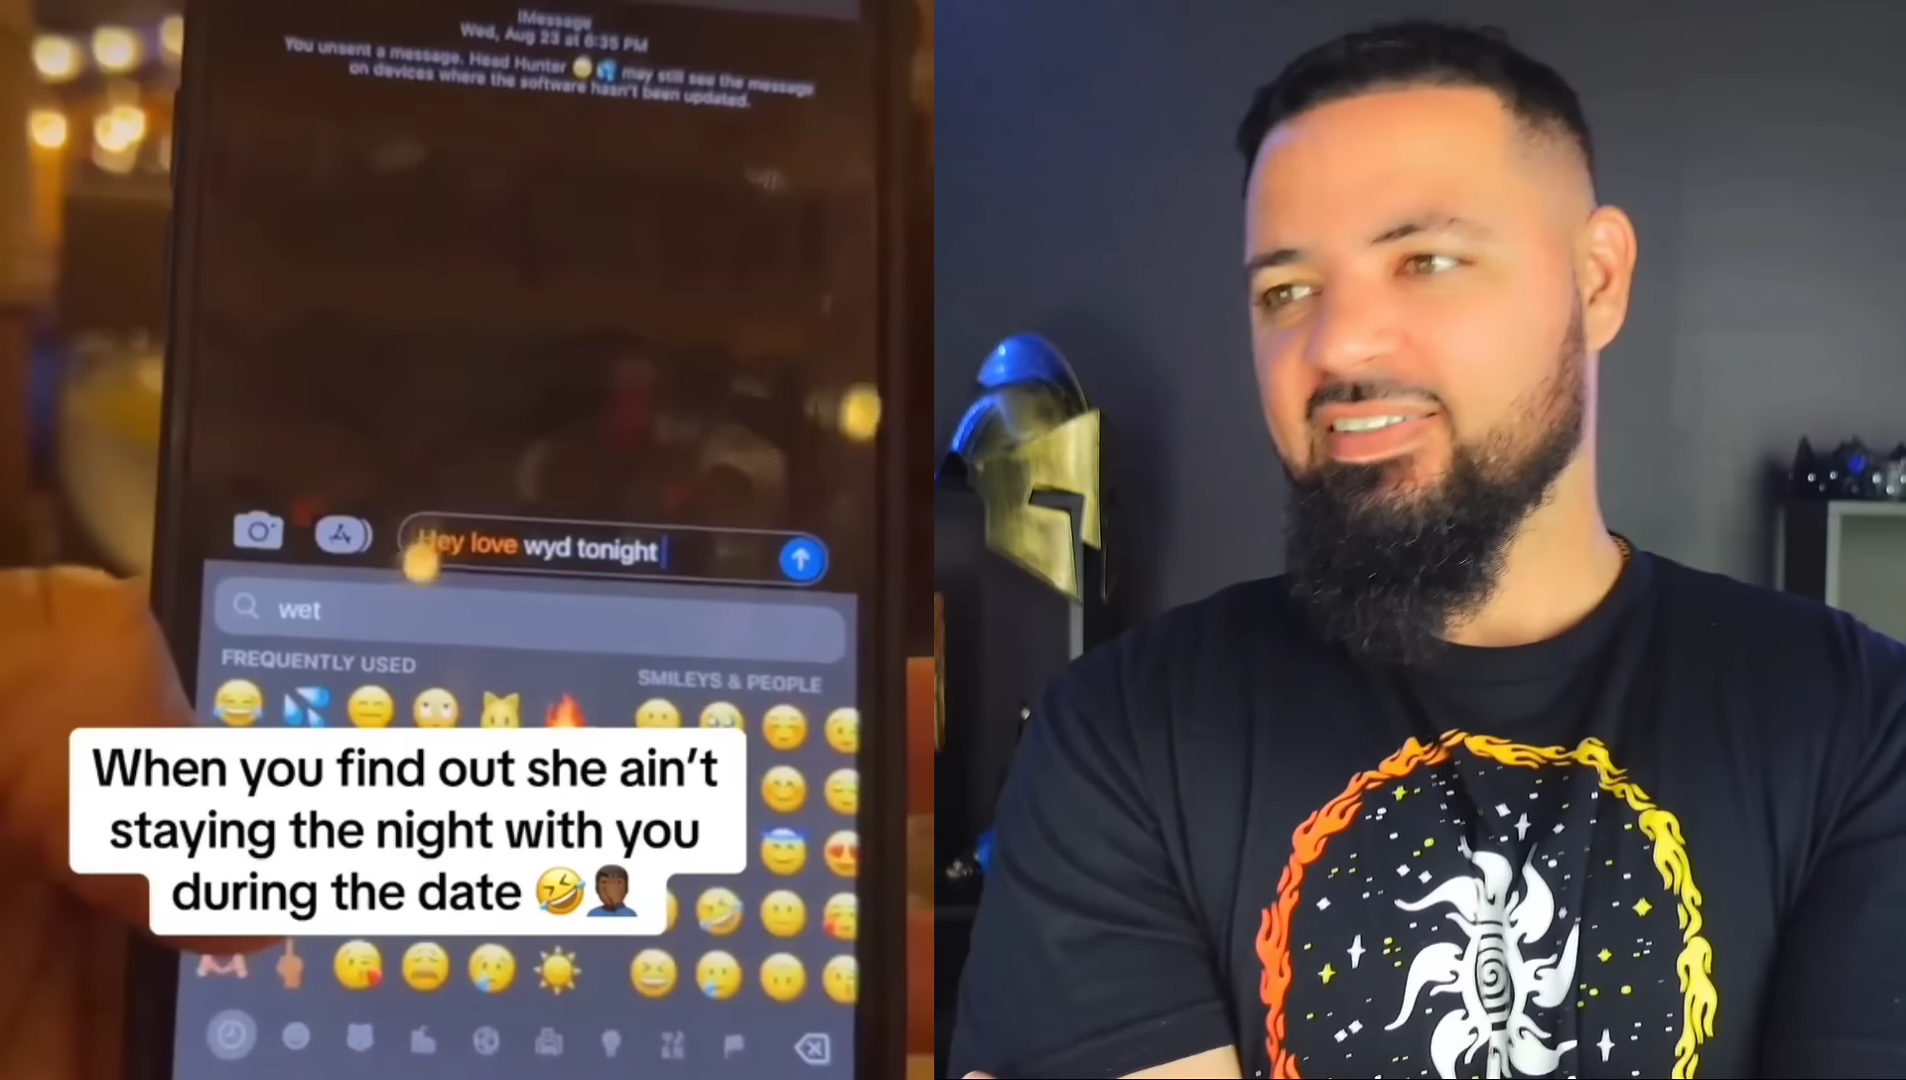 iMessage
Wed, Aug 23 at 6:35 PM
You unsent a message. Head Hunter 😑💦 may still see the message
on devices where the software hasn't been updated.
Hey love wyd tonight
wet
FREQUENTLY USED
SMILEYS & PEOPLE
When you find out she ain’t
staying the night with you
during the date 🤣🤦🏾‍♂️